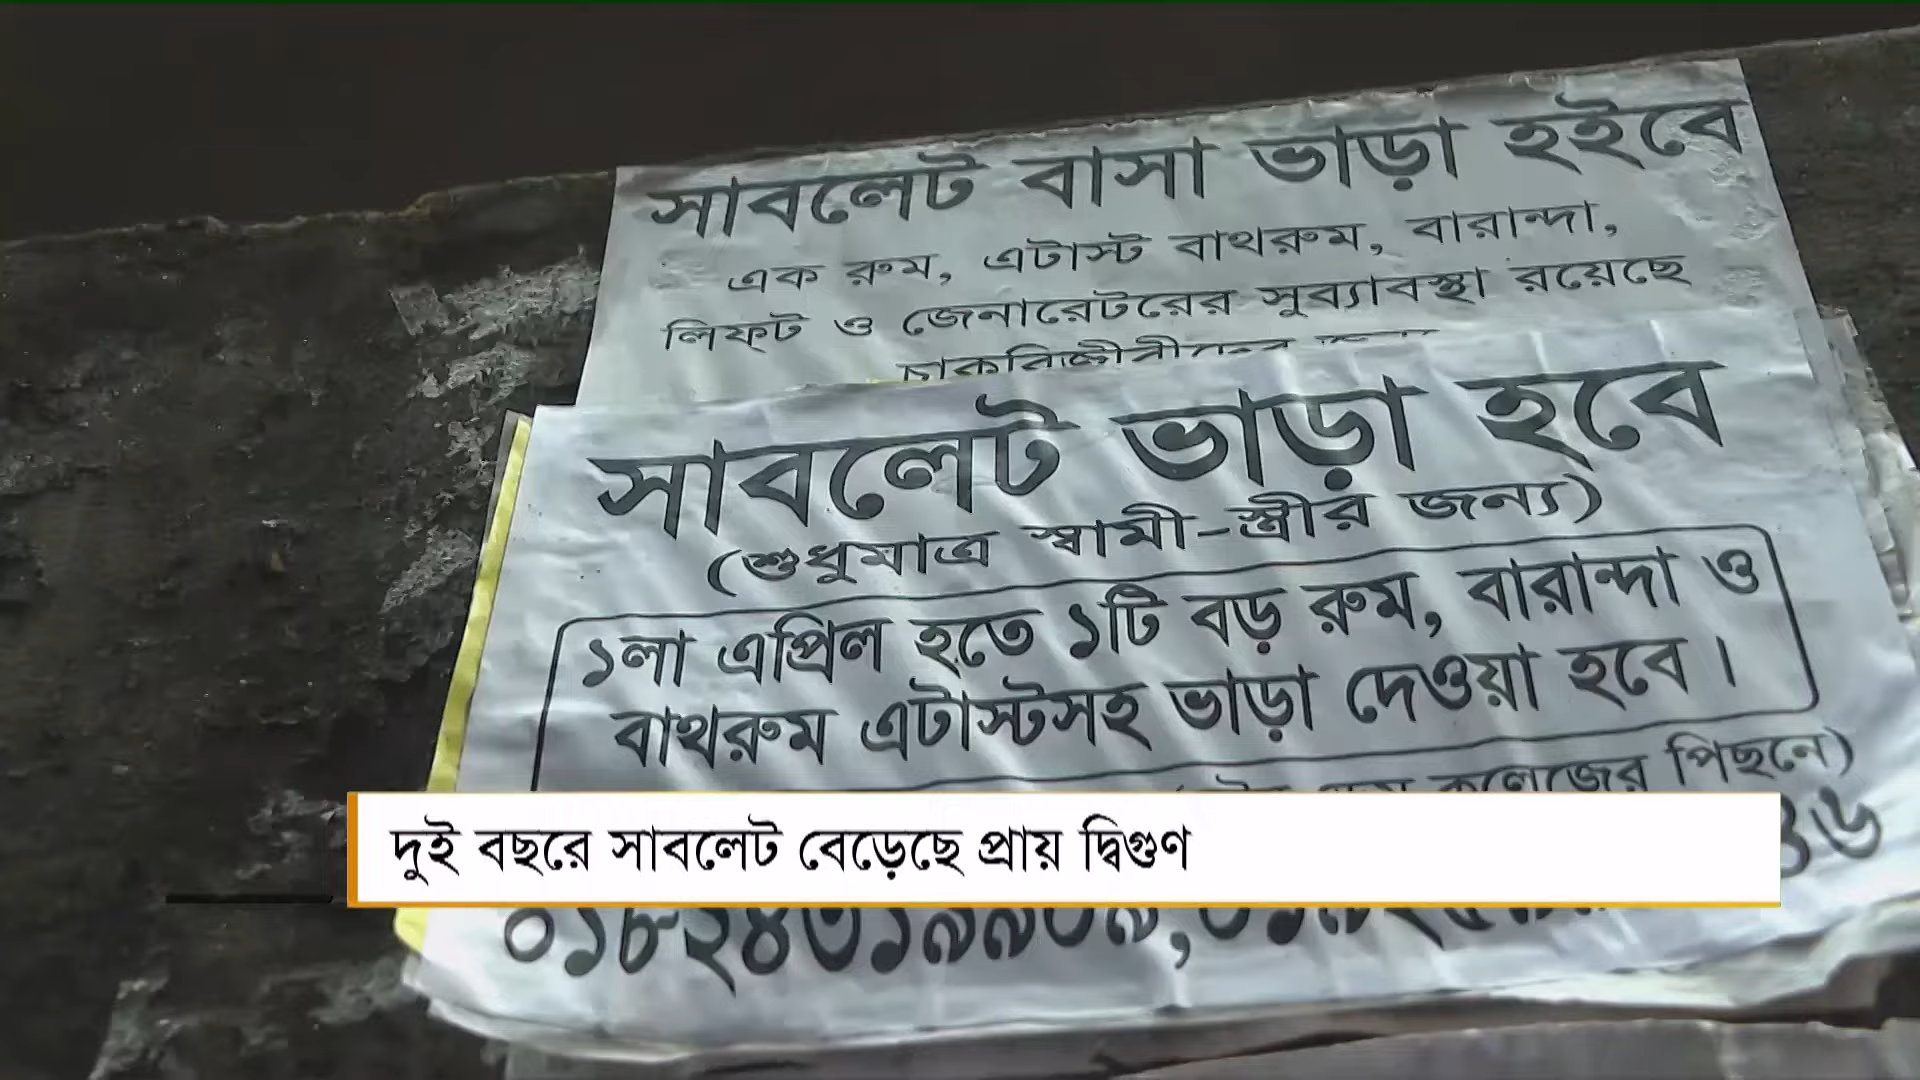 সাবলেট বাসা ভাড়া হইবে
এক রুম, এটাস্ট বাথরুম, বারান্দা,
লিফ্ট ও জেনারেটরের সুব্যাবস্থা রয়েছে
সাবলেট ভাড়া হবে
(শুধুমাত্র স্বামী-স্ত্রীর জন্য)
১লা এপ্রিল হতে ১টি বড় রুম, বারান্দা ও
বাথরুম এটাস্টসহ ভাড়া দেওয়া হবে।
কলেজের পিছনে)
দুই বছরে সাবলেট বেড়েছে প্রায় দ্বিগুণ